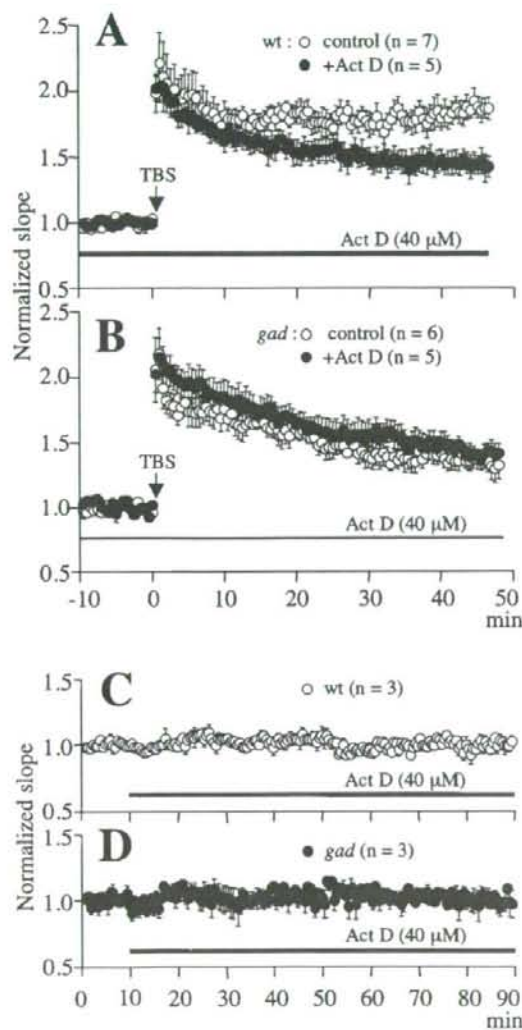 A
2.5
wt : ○ control (n = 7)
● +Act D (n = 5)
2.0
1.5
TBS
1.0
Act D (40 μM)
0.5
Normalized slope
B
gad : ○ control (n = 6)
● +Act D (n = 5)
2.0
1.5
TBS
1.0
Act D (40 μM)
0.5
-10 0 10 20 30 40 50
min
C
1.5
○ wt (n = 3)
1.0
Act D (40 μM)
0.5
Normalized slope
D
● gad (n = 3)
1.0
Act D (40 μM)
0.5
0 10 20 30 40 50 60 70 80 90
min